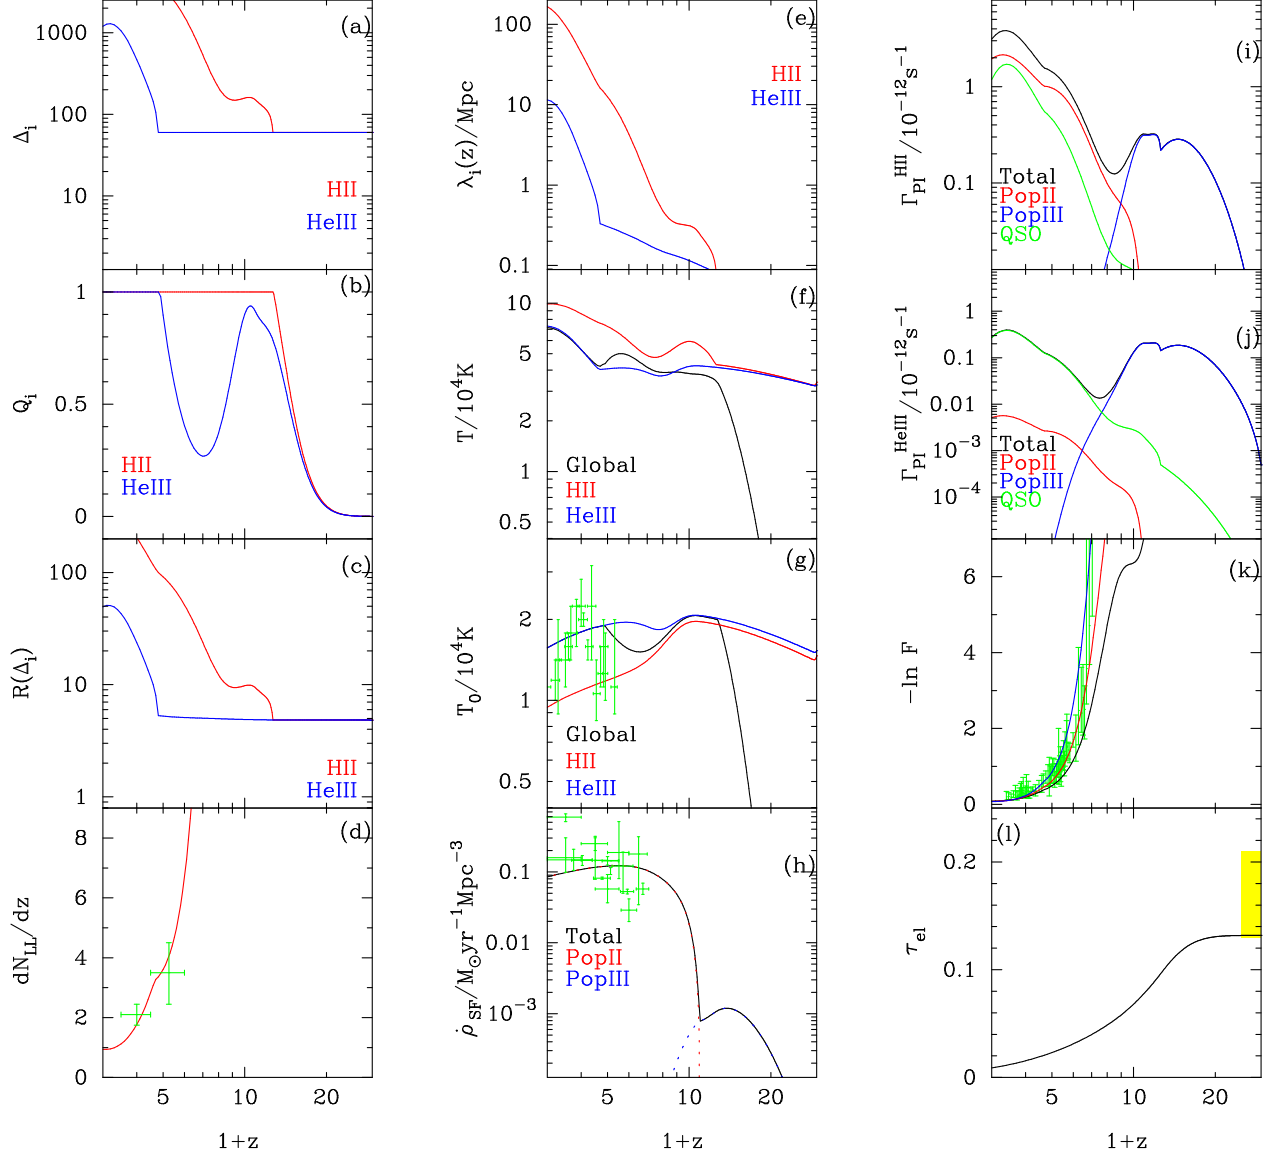 (a)
1000
100
10
Δi
HII
HeIII
(b)
1
0.5
0
Qi
HII
HeIII
(c)
100
10
1
R(Δi)
HII
HeIII
(d)
8
6
4
2
0
dNLL/dz
5 10 20
1+z
(e)
100
10
1
0.1
λi(z)/Mpc
HII
HeIII
(f)
10
5
2
1
0.5
T/10⁴K
Global
HII
HeIII
(g)
2
1
0.5
T0/10⁴K
Global
HII
HeIII
(h)
0.1
0.01
10⁻³
ρ̇SF/M⊙yr⁻¹Mpc⁻³
Total
PopII
PopIII
5 10 20
1+z
(i)
1
0.1
ΓPI^HII/10⁻¹²s⁻¹
Total
PopII
PopIII
QSO
(j)
1
0.1
0.01
10⁻³
10⁻⁴
ΓPI^HeIII/10⁻¹²s⁻¹
Total
PopII
PopIII
QSO
(k)
6
4
2
0
−ln F
(l)
0.2
0.1
0
τel
5 10 20
1+z